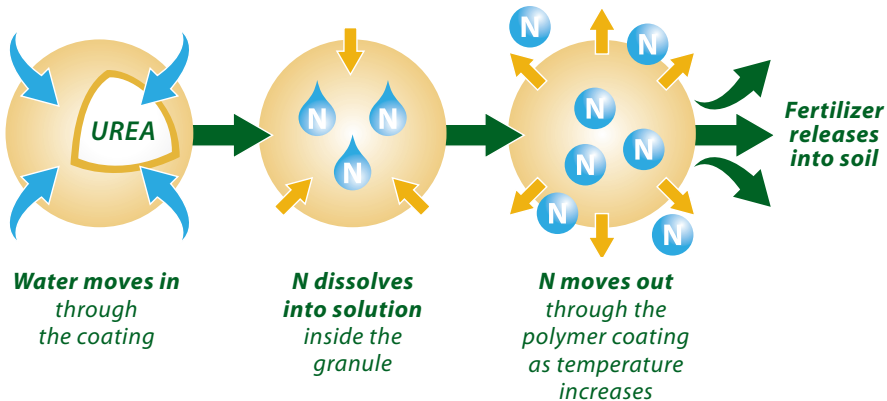 UREA
N
N
N
N
N
N
N
N
N
N
Fertilizer
releases
into soil
Water moves in
through
the coating
N dissolves
into solution
inside the
granule
N moves out
through the
polymer coating
as temperature
increases